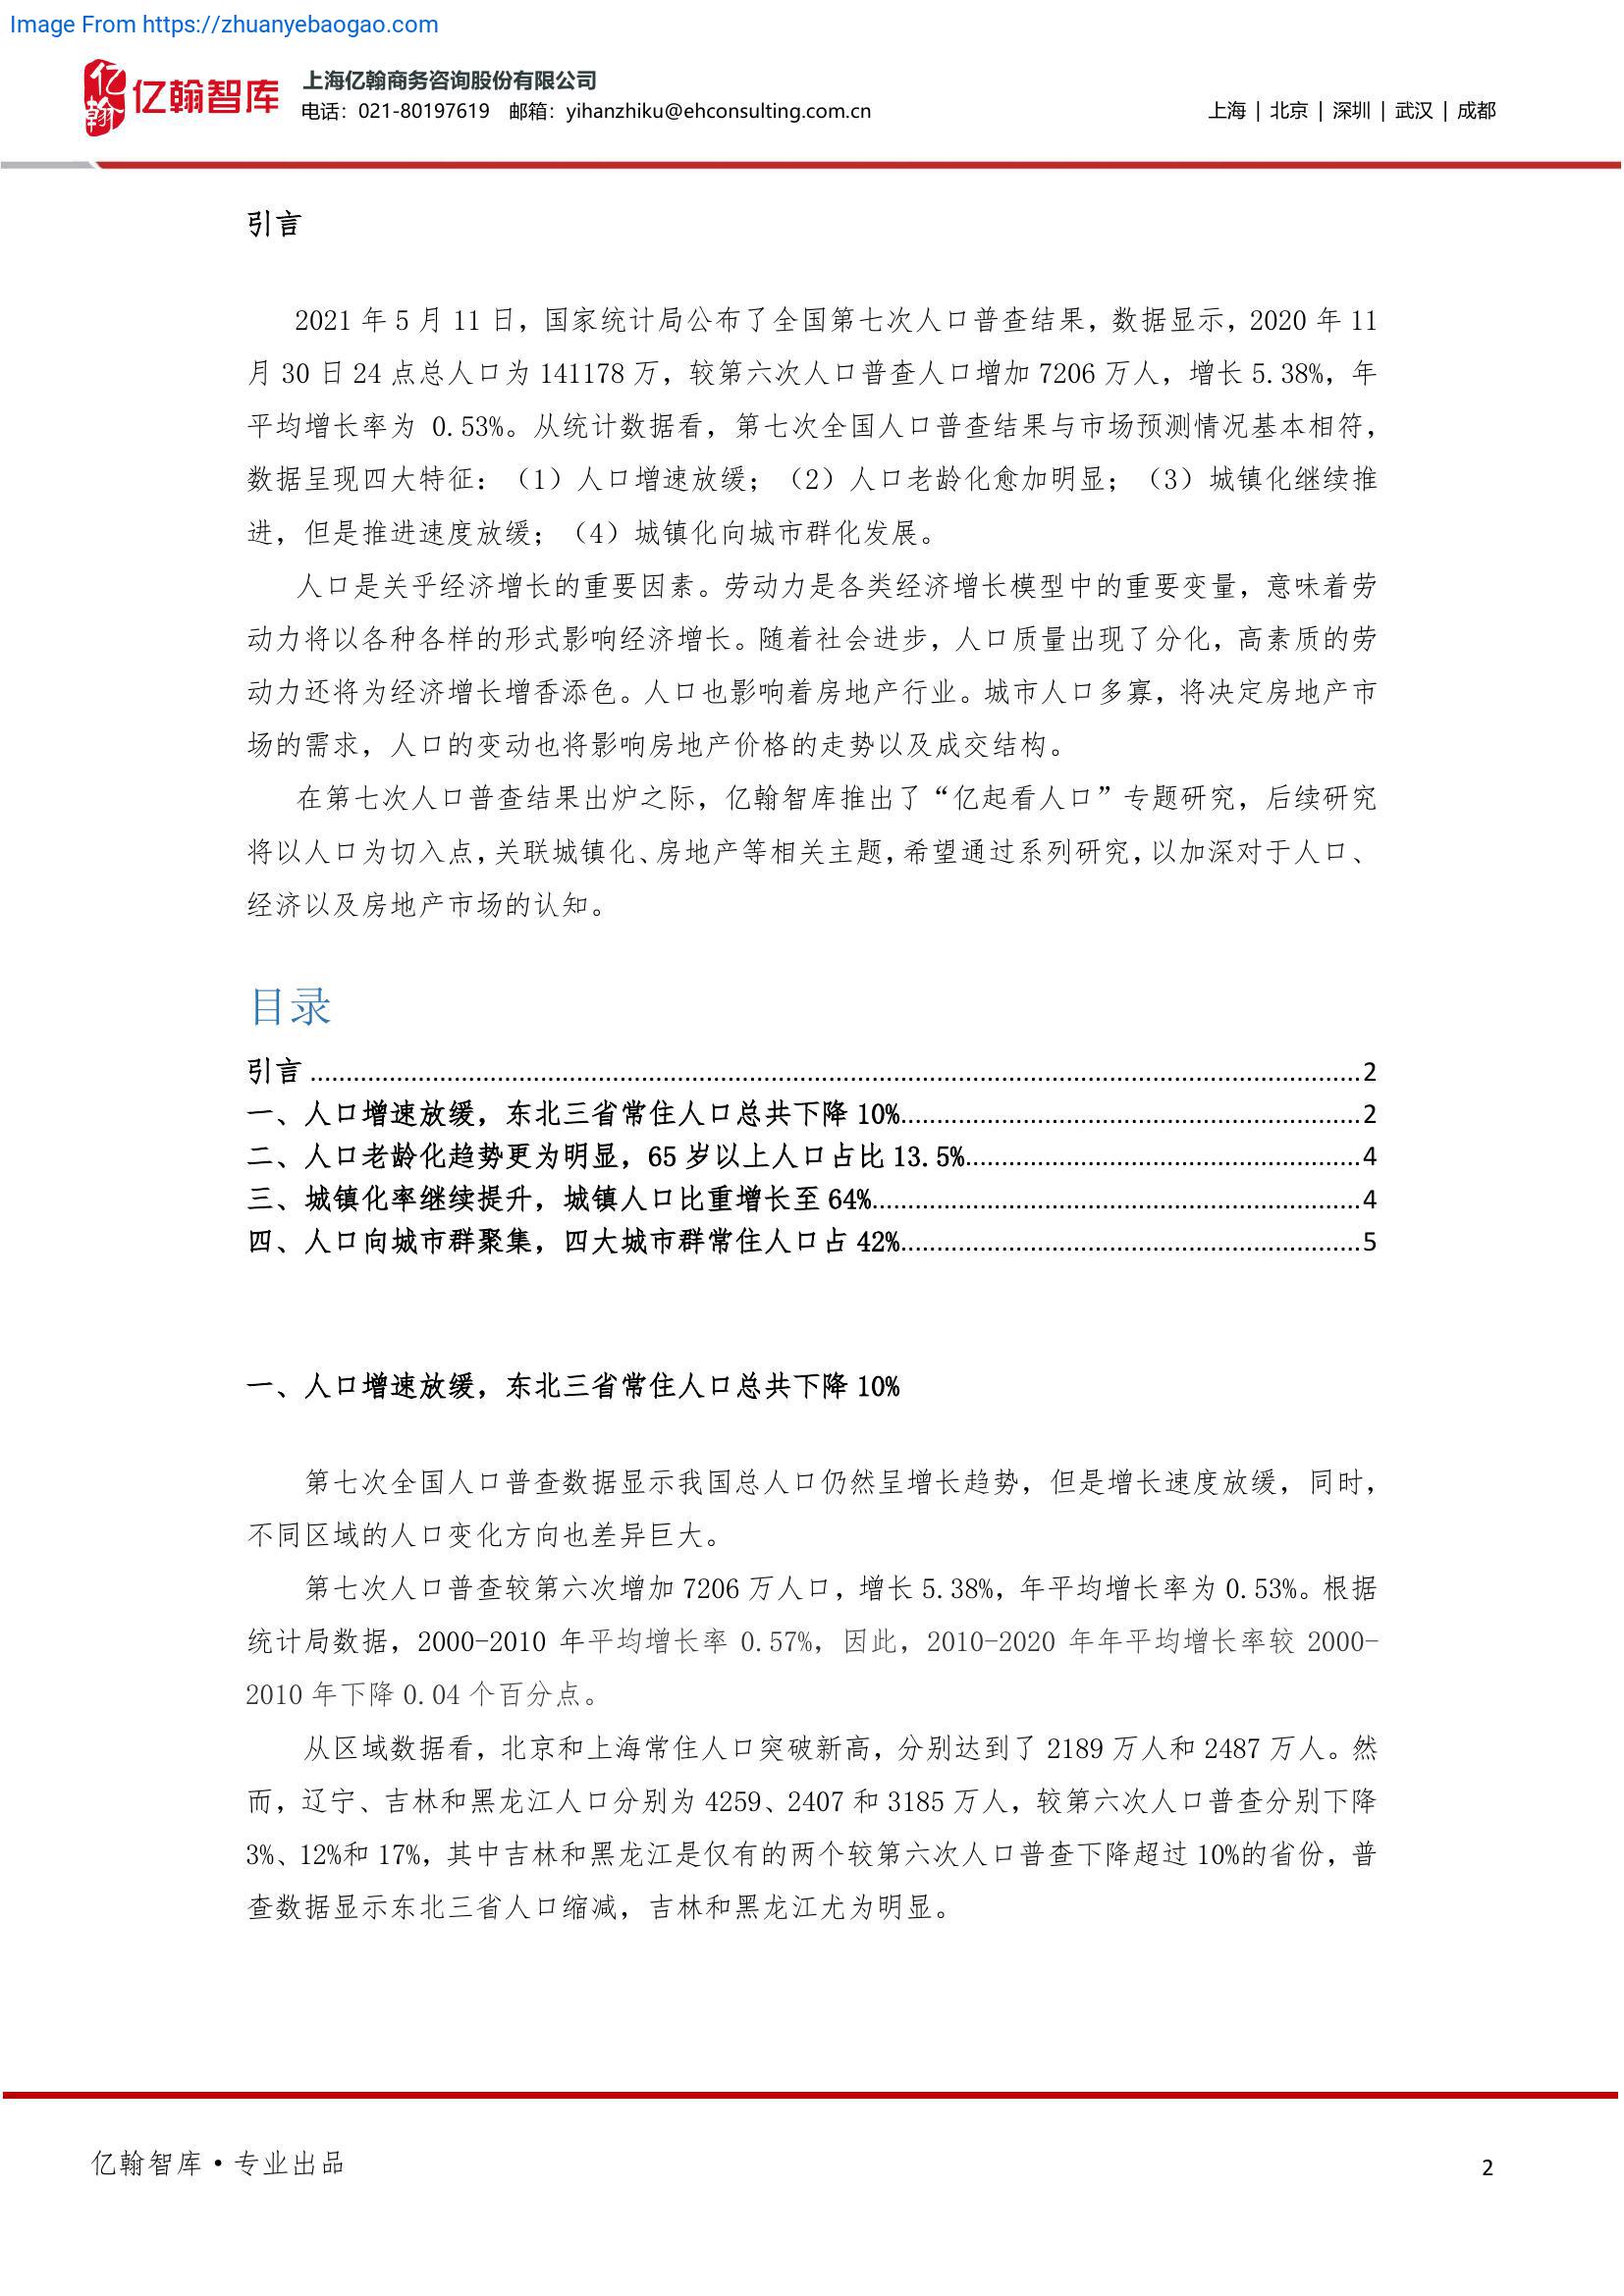 Image From https://zhuanyebaogao.com
亿翰
亿翰智库
上海亿翰商务咨询股份有限公司
电话：021-80197619 邮箱：yihanzhiku@ehconsulting.com.cn
上海 | 北京 | 深圳 | 武汉 | 成都
引言
2021 年 5 月 11 日，国家统计局公布了全国第七次人口普查结果，数据显示，2020 年 11
月 30 日 24 点总人口为 141178 万，较第六次人口普查人口增加 7206 万人，增长 5.38%，年
平均增长率为 0.53%。从统计数据看，第七次全国人口普查结果与市场预测情况基本相符，
数据呈现四大特征：（1）人口增速放缓；（2）人口老龄化愈加明显；（3）城镇化继续推
进，但是推进速度放缓；（4）城镇化向城市群化发展。
人口是关乎经济增长的重要因素。劳动力是各类经济增长模型中的重要变量，意味着劳
动力将以各种各样的形式影响经济增长。随着社会进步，人口质量出现了分化，高素质的劳
动力还将为经济增长增香添色。人口也影响着房地产行业。城市人口多寡，将决定房地产市
场的需求，人口的变动也将影响房地产价格的走势以及成交结构。
在第七次人口普查结果出炉之际，亿翰智库推出了“亿起看人口”专题研究，后续研究
将以人口为切入点，关联城镇化、房地产等相关主题，希望通过系列研究，以加深对于人口、
经济以及房地产市场的认知。
目录
引言 ........................................ 2
一、人口增速放缓，东北三省常住人口总共下降 10%........................................ 2
二、人口老龄化趋势更为明显，65 岁以上人口占比 13.5%........................................ 4
三、城镇化率继续提升，城镇人口比重增长至 64%........................................ 4
四、人口向城市群聚集，四大城市群常住人口占 42%........................................ 5
一、人口增速放缓，东北三省常住人口总共下降 10%
第七次全国人口普查数据显示我国总人口仍然呈增长趋势，但是增长速度放缓，同时，
不同区域的人口变化方向也差异巨大。
第七次人口普查较第六次增加 7206 万人口，增长 5.38%，年平均增长率为 0.53%。根据
统计局数据，2000-2010 年平均增长率 0.57%，因此，2010-2020 年年平均增长率较 2000-
2010 年下降 0.04 个百分点。
从区域数据看，北京和上海常住人口突破新高，分别达到了 2189 万人和 2487 万人。然
而，辽宁、吉林和黑龙江人口分别为 4259、2407 和 3185 万人，较第六次人口普查分别下降
3%、12%和 17%，其中吉林和黑龙江是仅有的两个较第六次人口普查下降超过 10%的省份，普
查数据显示东北三省人口缩减，吉林和黑龙江尤为明显。
亿翰智库·专业出品
2